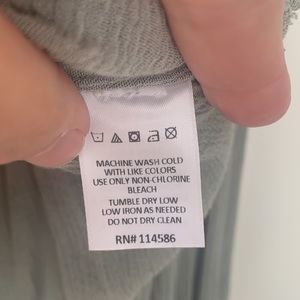 MACHINE WASH COLD
WITH LIKE COLORS
USE ONLY NON-CHLORINE
BLEACH
TUMBLE DRY LOW
LOW IRON AS NEEDED
DO NOT DRY CLEAN
RN# 114586